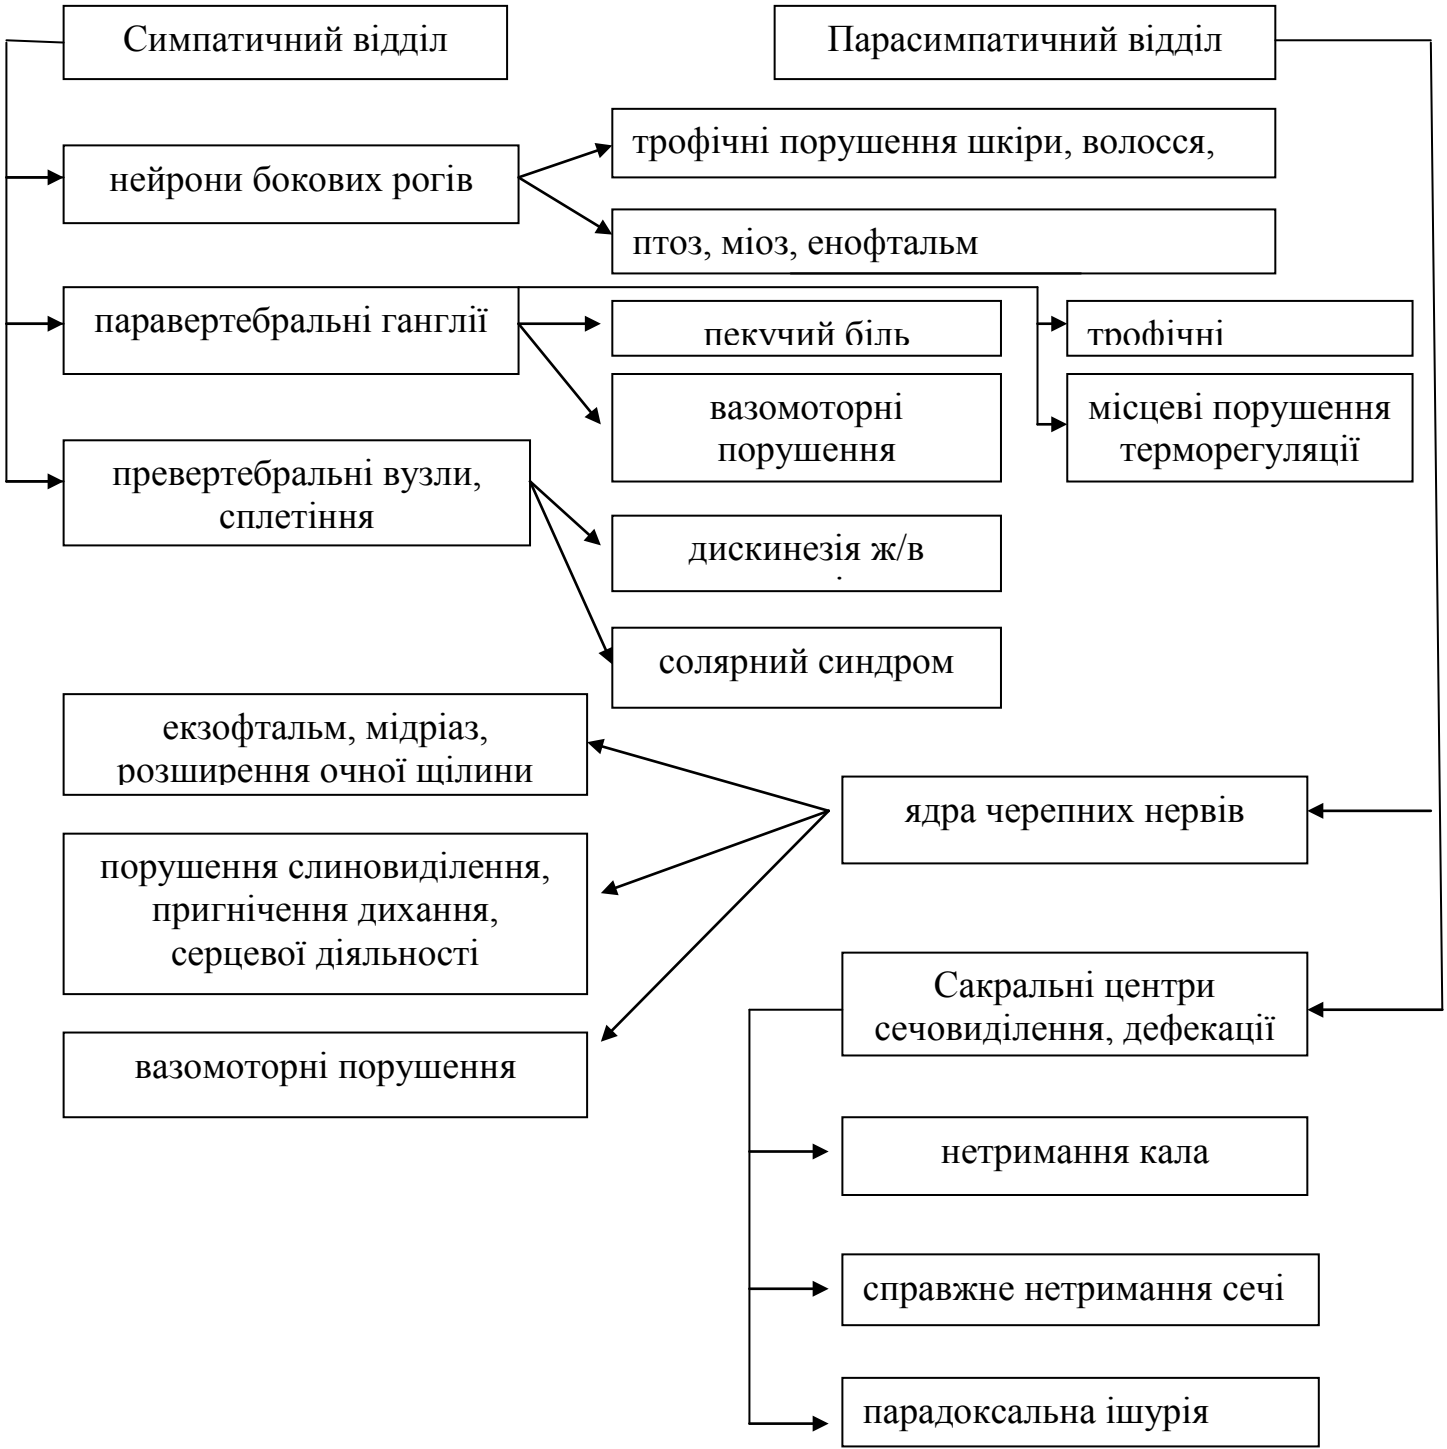 Симпатичний відділ
Парасимпатичний відділ
трофічні порушення шкіри, волосся,
нейрони бокових рогів
птоз, міоз, енофтальм
паравертебральні ганглії
пекучий біль
трофічні
вазомоторні
порушення
місцеві порушення
терморегуляції
превертебральні вузли,
сплетіння
дискинезія ж/в
солярний синдром
екзофтальм, мідріаз,
розширення очної щілини
ядра черепних нервів
порушення слиновиділення,
пригнічення дихання,
серцевої діяльності
Сакральні центри
сечовиділення, дефекації
вазомоторні порушення
нетримання кала
справжне нетримання сечі
парадоксальна ішурія